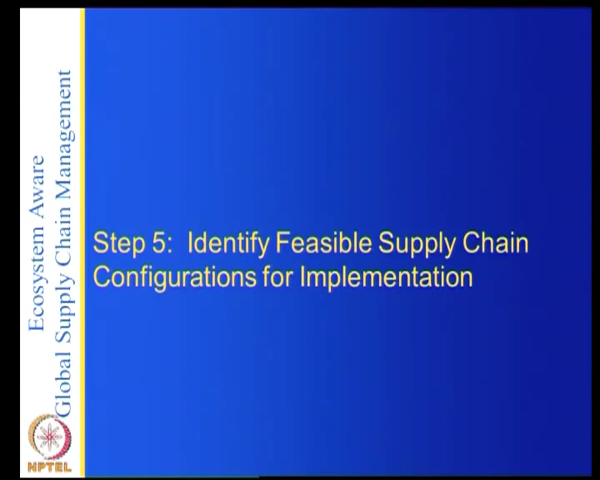 Ecosystem Aware
Global Supply Chain Management
Step 5: Identify Feasible Supply Chain
Configurations for Implementation
NPTEL